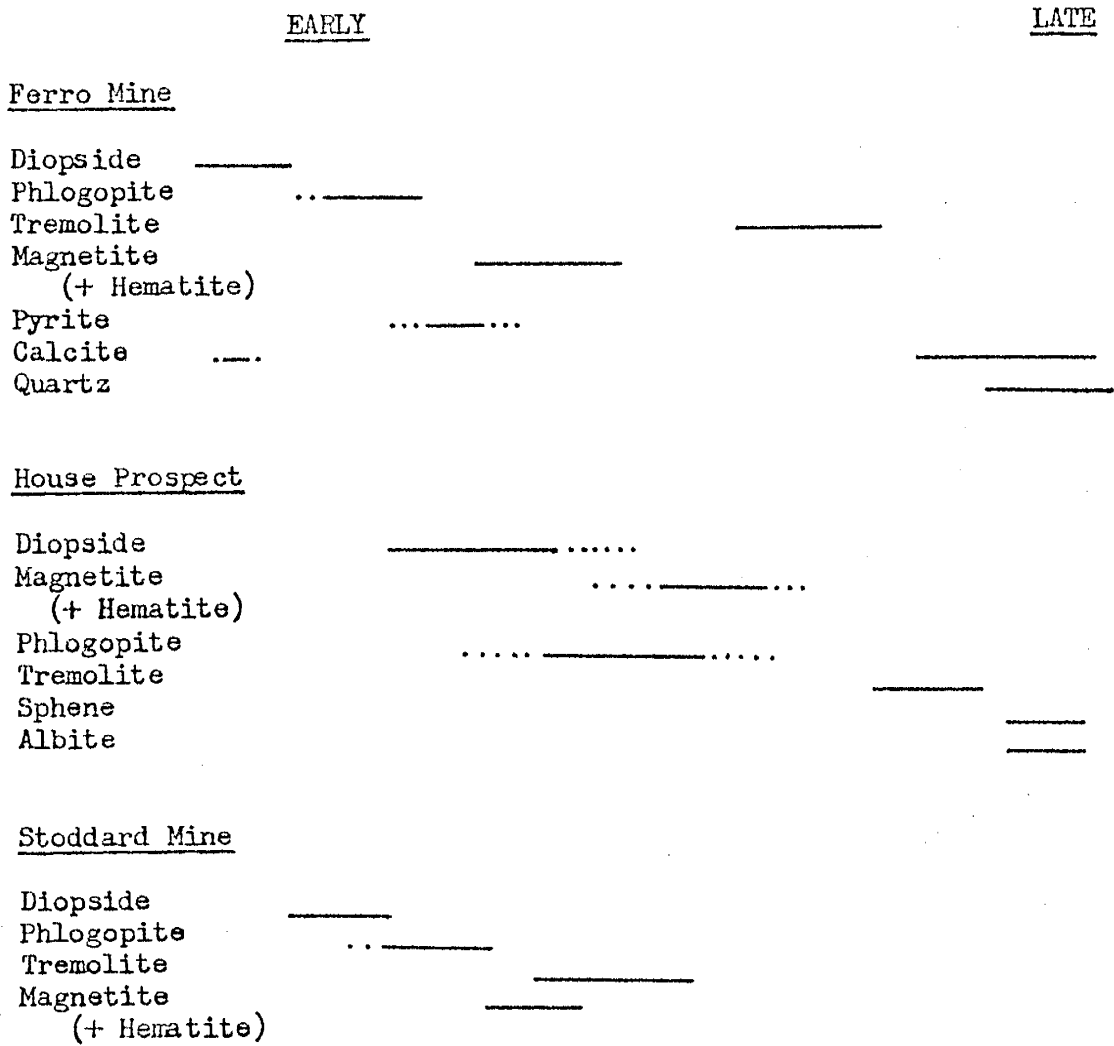 EARLY LATE
Ferro Mine
Diopside
Phlogopite
Tremolite
Magnetite
(+ Hematite)
Pyrite
Calcite
Quartz
House Prospect
Diopside
Magnetite
(+ Hematite)
Phlogopite
Tremolite
Sphene
Albite
Stoddard Mine
Diopside
Phlogopite
Tremolite
Magnetite
(+ Hematite)